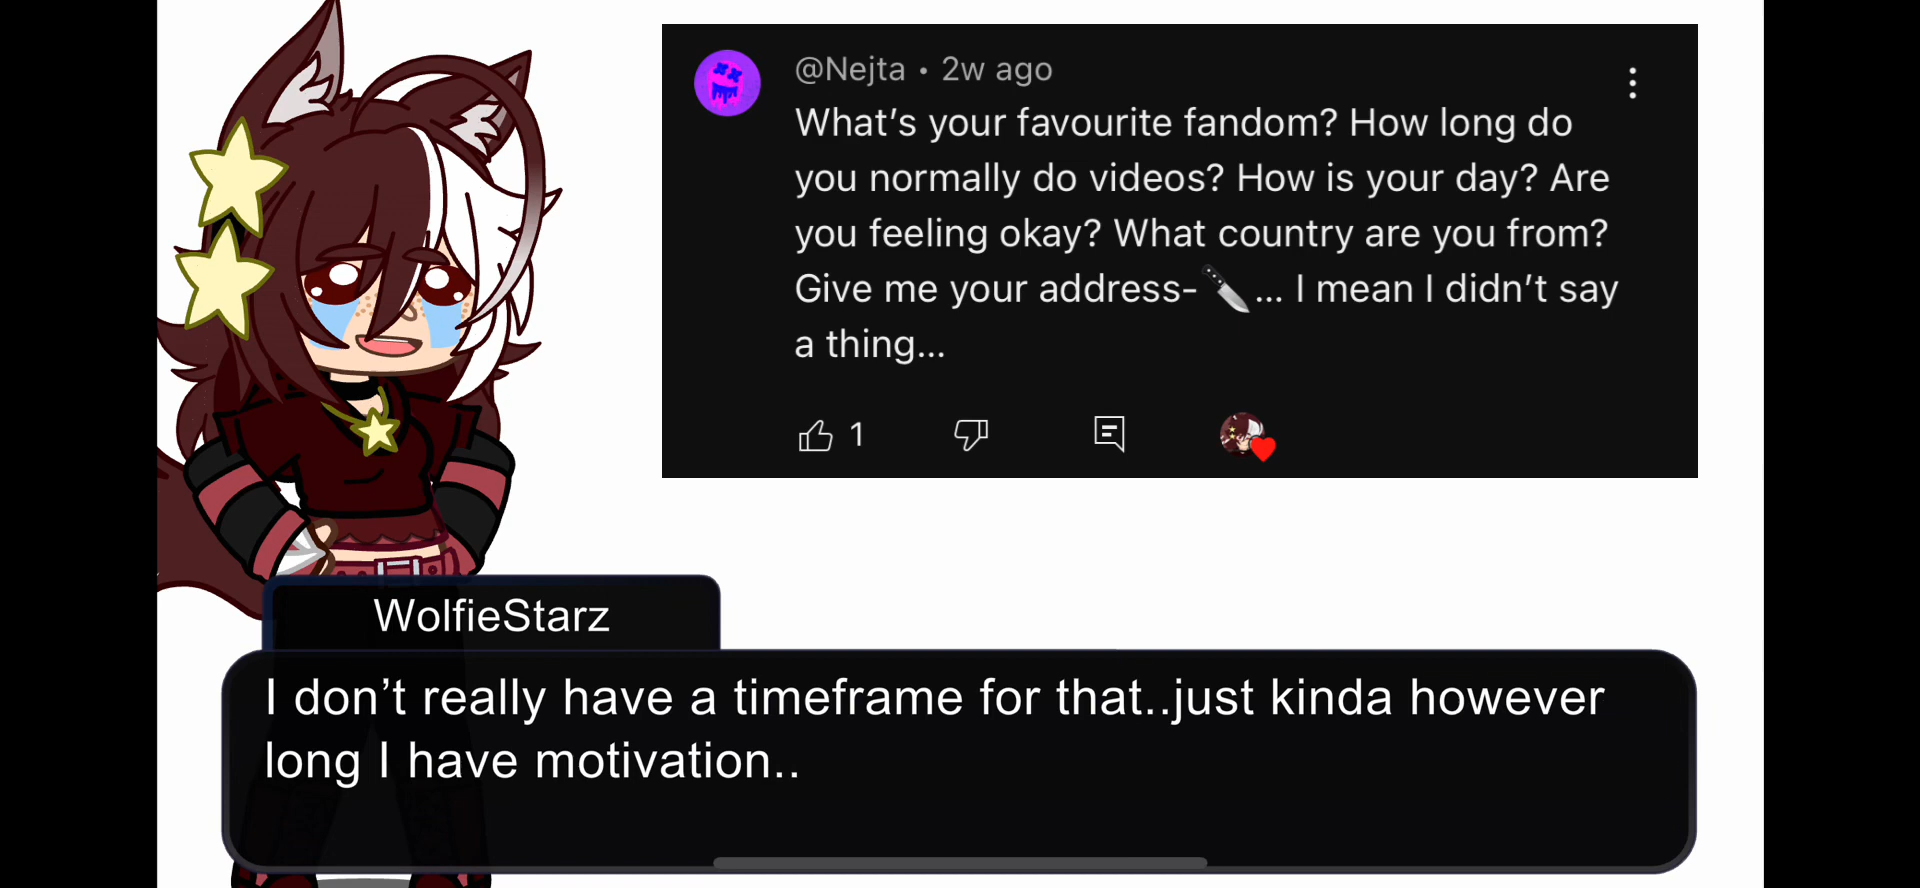 @Nejta • 2w ago
What’s your favourite fandom? How long do
you normally do videos? How is your day? Are
you feeling okay? What country are you from?
Give me your address-🔪... I mean I didn’t say
a thing...
1
WolfieStarz
I don’t really have a timeframe for that..just kinda however
long I have motivation..